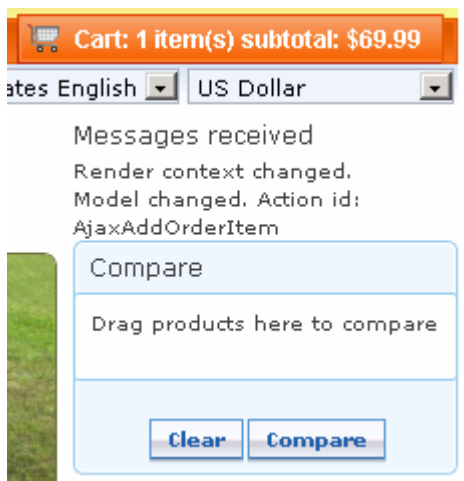 Cart: 1 item(s) subtotal: $69.99
ates English US Dollar
Messages received
Render context changed.
Model changed. Action id:
AjaxAddOrderItem
Compare
Drag products here to compare
Clear Compare